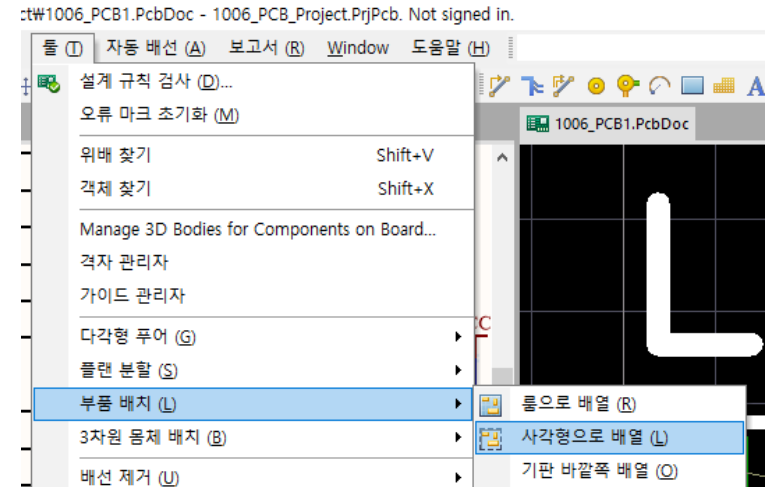 ct₩1006_PCB1.PcbDoc - 1006_PCB_Project.PrjPcb. Not signed in.
툴 (T) 자동 배선 (A) 보고서 (R) Window 도움말 (H)
설계 규칙 검사 (D)...
오류 마크 초기화 (M)
1006_PCB1.PcbDoc
위배 찾기 Shift+V
객체 찾기 Shift+X
Manage 3D Bodies for Components on Board...
격자 관리자
가이드 관리자
다각형 푸어 (G)
플랜 분할 (S)
부품 배치 (L)
룸으로 배열 (R)
3차원 몸체 배치 (B)
사각형으로 배열 (L)
배선 제거 (U)
기판 바깥쪽 배열 (O)